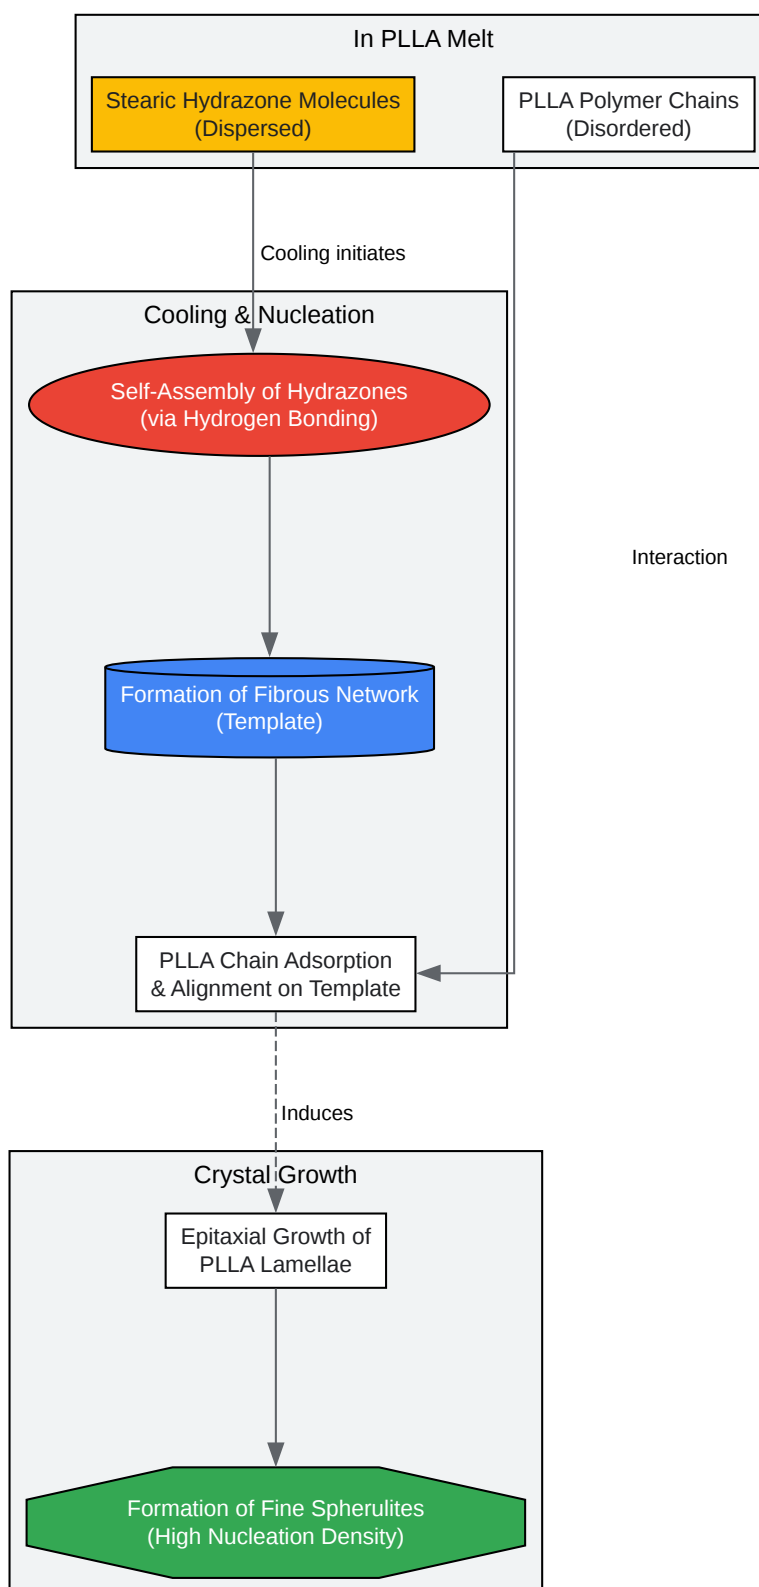 In PLLA Melt
Stearic Hydrazone Molecules
(Dispersed)
PLLA Polymer Chains
(Disordered)
Cooling initiates
Cooling & Nucleation
Self-Assembly of Hydrazones
(via Hydrogen Bonding)
Interaction
Formation of Fibrous Network
(Template)
PLLA Chain Adsorption
& Alignment on Template
Induces
Crystal Growth
Epitaxial Growth of
PLLA Lamellae
Formation of Fine Spherulites
(High Nucleation Density)